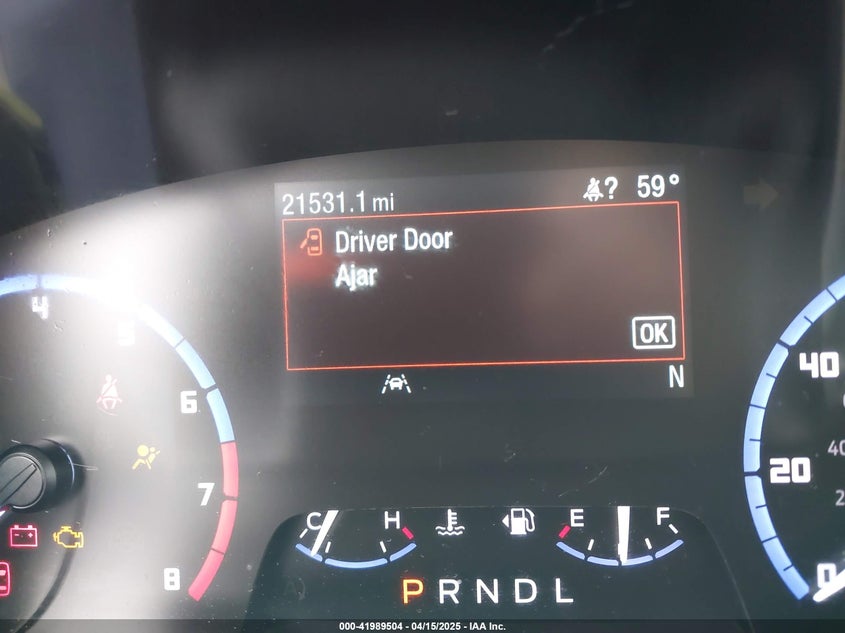 21531.1 mi
? 59°
Driver Door
Ajar
OK
N
4
5
6
7
8
C H
E F
P R N D L
40
20
0
000-41989504 - 04/15/2025 - IAA Inc.